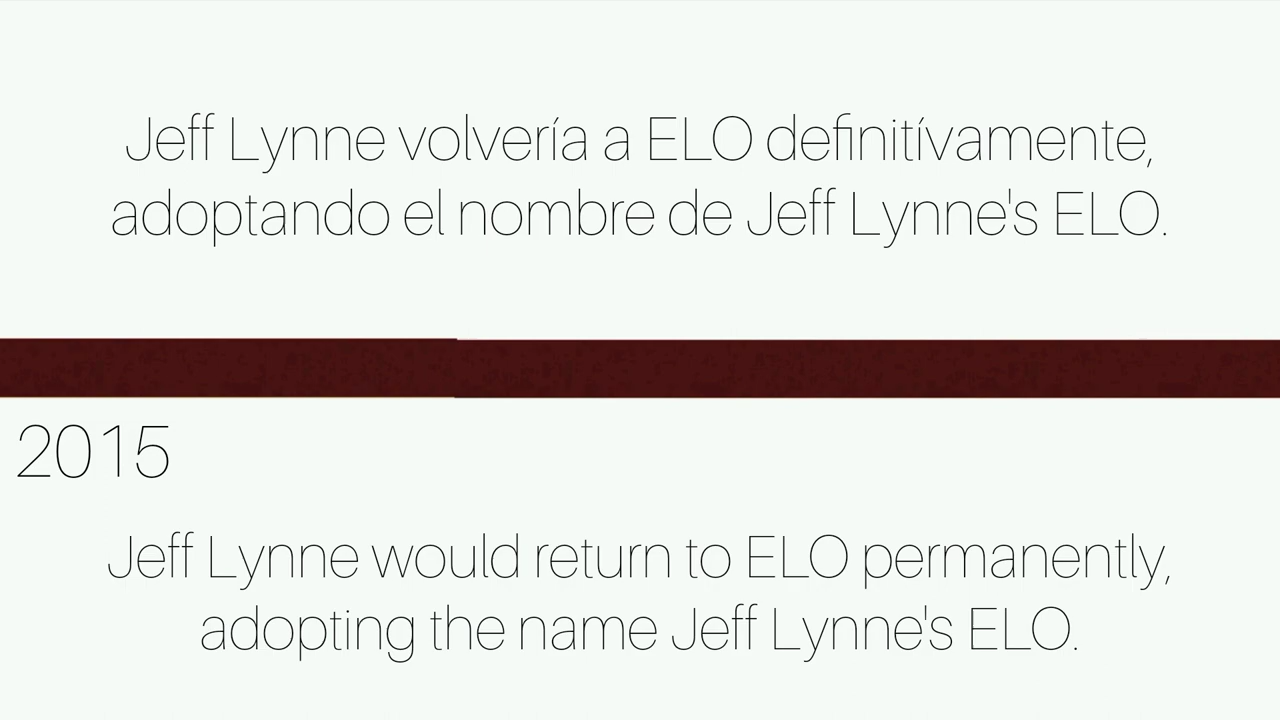 Jeff Lynne volvería a ELO definitívamente,
adoptando el nombre de Jeff Lynne's ELO.
2015
Jeff Lynne would return to ELO permanently,
adopting the name Jeff Lynne's ELO.